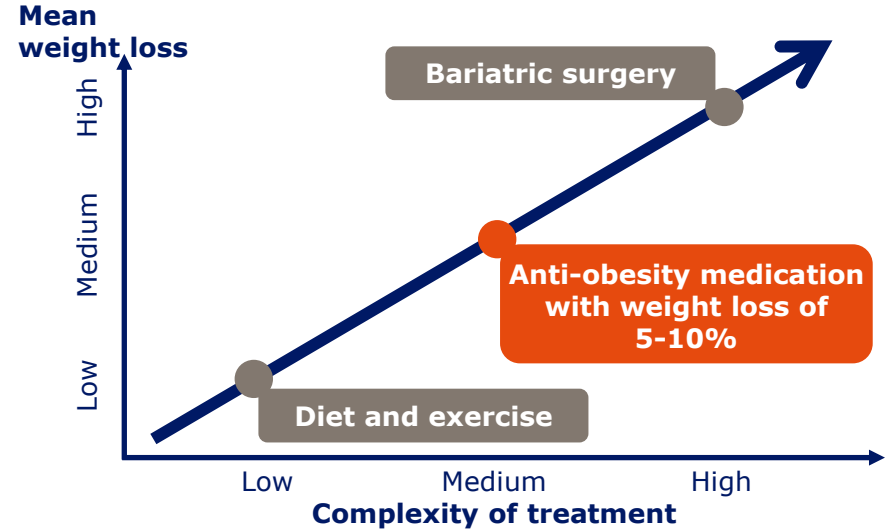 Mean
weight loss
High
Medium
Low
Bariatric surgery
Anti-obesity medication
with weight loss of
5-10%
Diet and exercise
Low
Medium
High
Complexity of treatment